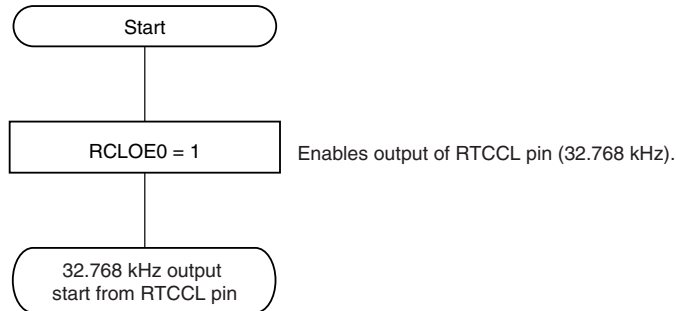 Start
RCLOE0 = 1
Enables output of RTCCL pin (32.768 kHz).
32.768 kHz output
start from RTCCL pin